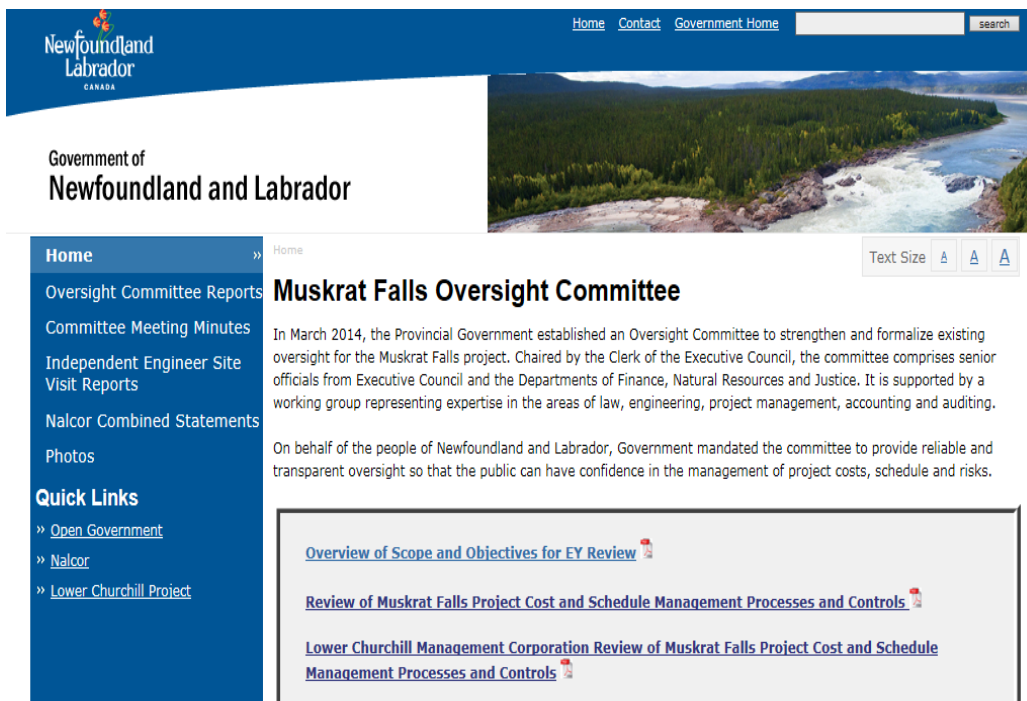 Newfoundland
Labrador
CANADA
Home Contact Government Home search
Government of
Newfoundland and Labrador
Home »
Oversight Committee Reports
Committee Meeting Minutes
Independent Engineer Site
Visit Reports
Nalcor Combined Statements
Photos
Quick Links
» Open Government
» Nalcor
» Lower Churchill Project
Home
Text Size A A A
Muskrat Falls Oversight Committee
In March 2014, the Provincial Government established an Oversight Committee to strengthen and formalize existing
oversight for the Muskrat Falls project. Chaired by the Clerk of the Executive Council, the committee comprises senior
officials from Executive Council and the Departments of Finance, Natural Resources and Justice. It is supported by a
working group representing expertise in the areas of law, engineering, project management, accounting and auditing.
On behalf of the people of Newfoundland and Labrador, Government mandated the committee to provide reliable and
transparent oversight so that the public can have confidence in the management of project costs, schedule and risks.
Overview of Scope and Objectives for EY Review
Review of Muskrat Falls Project Cost and Schedule Management Processes and Controls
Lower Churchill Management Corporation Review of Muskrat Falls Project Cost and Schedule
Management Processes and Controls